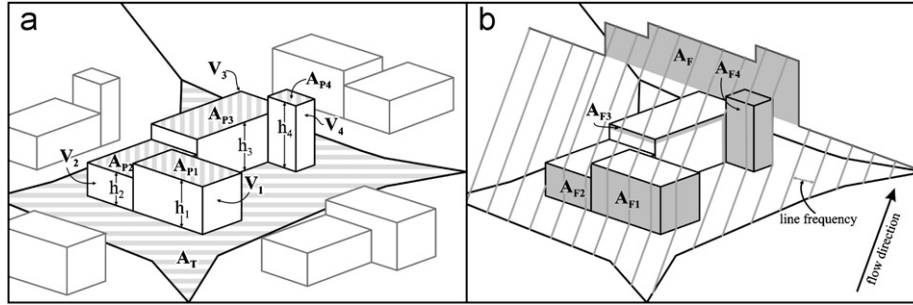 a
V3
AP4
AP3
h4
V4
h3
V2
AP2
AP1
h2
h1
V1
AT
b
AF
AF4
AF3
AF2
AF1
line frequency
flow direction